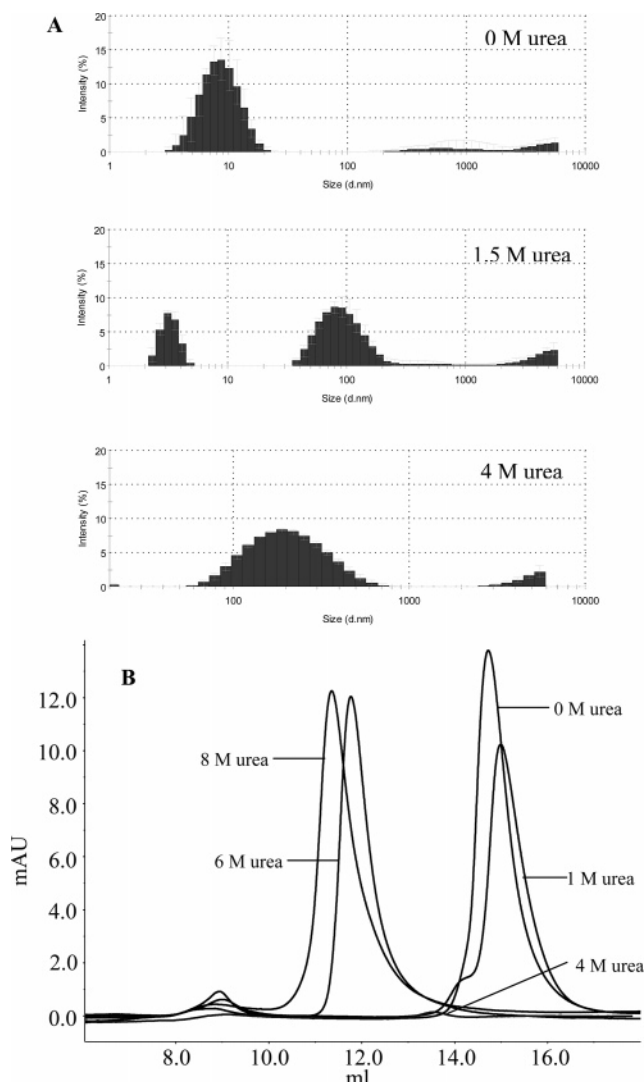 A
0 M urea
Intensity (%)
20
15
10
5
0
1 10 100 1000 10000
Size (d.nm)
1.5 M urea
Intensity (%)
20
15
10
5
0
1 10 100 1000 10000
Size (d.nm)
4 M urea
Intensity (%)
20
15
10
5
0
100 1000 10000
Size (d.nm)
B
mAU
12.0
10.0
8.0
6.0
4.0
2.0
0.0
0 M urea
8 M urea
6 M urea
1 M urea
4 M urea
8.0 10.0 12.0 14.0 16.0
ml